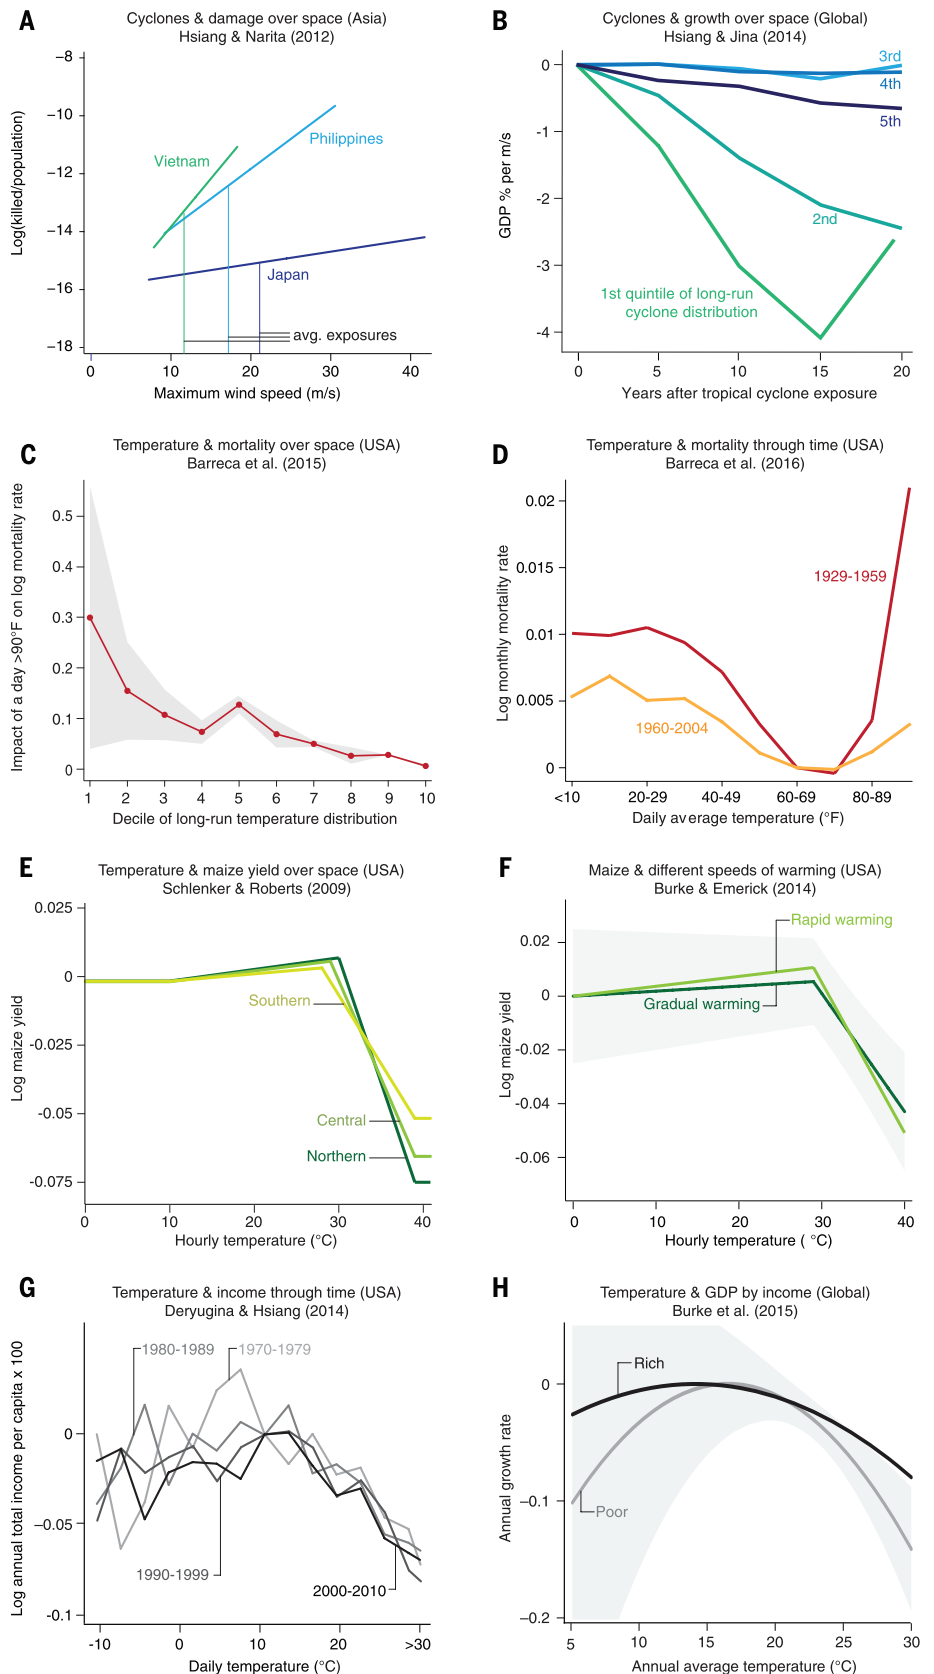 A
Cyclones & damage over space (Asia)
Hsiang & Narita (2012)
Log(killed/population)
−8
−10
−12
−14
−16
−18
Vietnam
Philippines
Japan
avg. exposures
0 10 20 30 40
Maximum wind speed (m/s)
B
Cyclones & growth over space (Global)
Hsiang & Jina (2014)
GDP % per m/s
0
-1
-2
-3
-4
3rd
4th
5th
2nd
1st quintile of long-run
cyclone distribution
0 5 10 15 20
Years after tropical cyclone exposure
C
Temperature & mortality over space (USA)
Barreca et al. (2015)
Impact of a day >90°F on log mortality rate
0.5
0.4
0.3
0.2
0.1
0
1 2 3 4 5 6 7 8 9 10
Decile of long-run temperature distribution
D
Temperature & mortality through time (USA)
Barreca et al. (2016)
Log monthly mortality rate
0.02
0.015
0.01
0.005
0
1929-1959
1960-2004
<10 20-29 40-49 60-69 80-89
Daily average temperature (°F)
E
Temperature & maize yield over space (USA)
Schlenker & Roberts (2009)
Log maize yield
0.025
0
-0.025
-0.05
-0.075
Southern
Central
Northern
0 10 20 30 40
Hourly temperature (°C)
F
Maize & different speeds of warming (USA)
Burke & Emerick (2014)
Log maize yield
0.02
0
-0.02
-0.04
-0.06
Rapid warming
Gradual warming
0 10 20 30 40
Hourly temperature ( °C)
G
Temperature & income through time (USA)
Deryugina & Hsiang (2014)
Log annual total income per capita x 100
0
−0.05
-0.1
1980-1989
1970-1979
1990-1999
2000-2010
-10 0 10 20 >30
Daily temperature (°C)
H
Temperature & GDP by income (Global)
Burke et al. (2015)
Annual growth rate
0
−0.1
−0.2
Rich
Poor
5 10 15 20 25 30
Annual average temperature (°C)